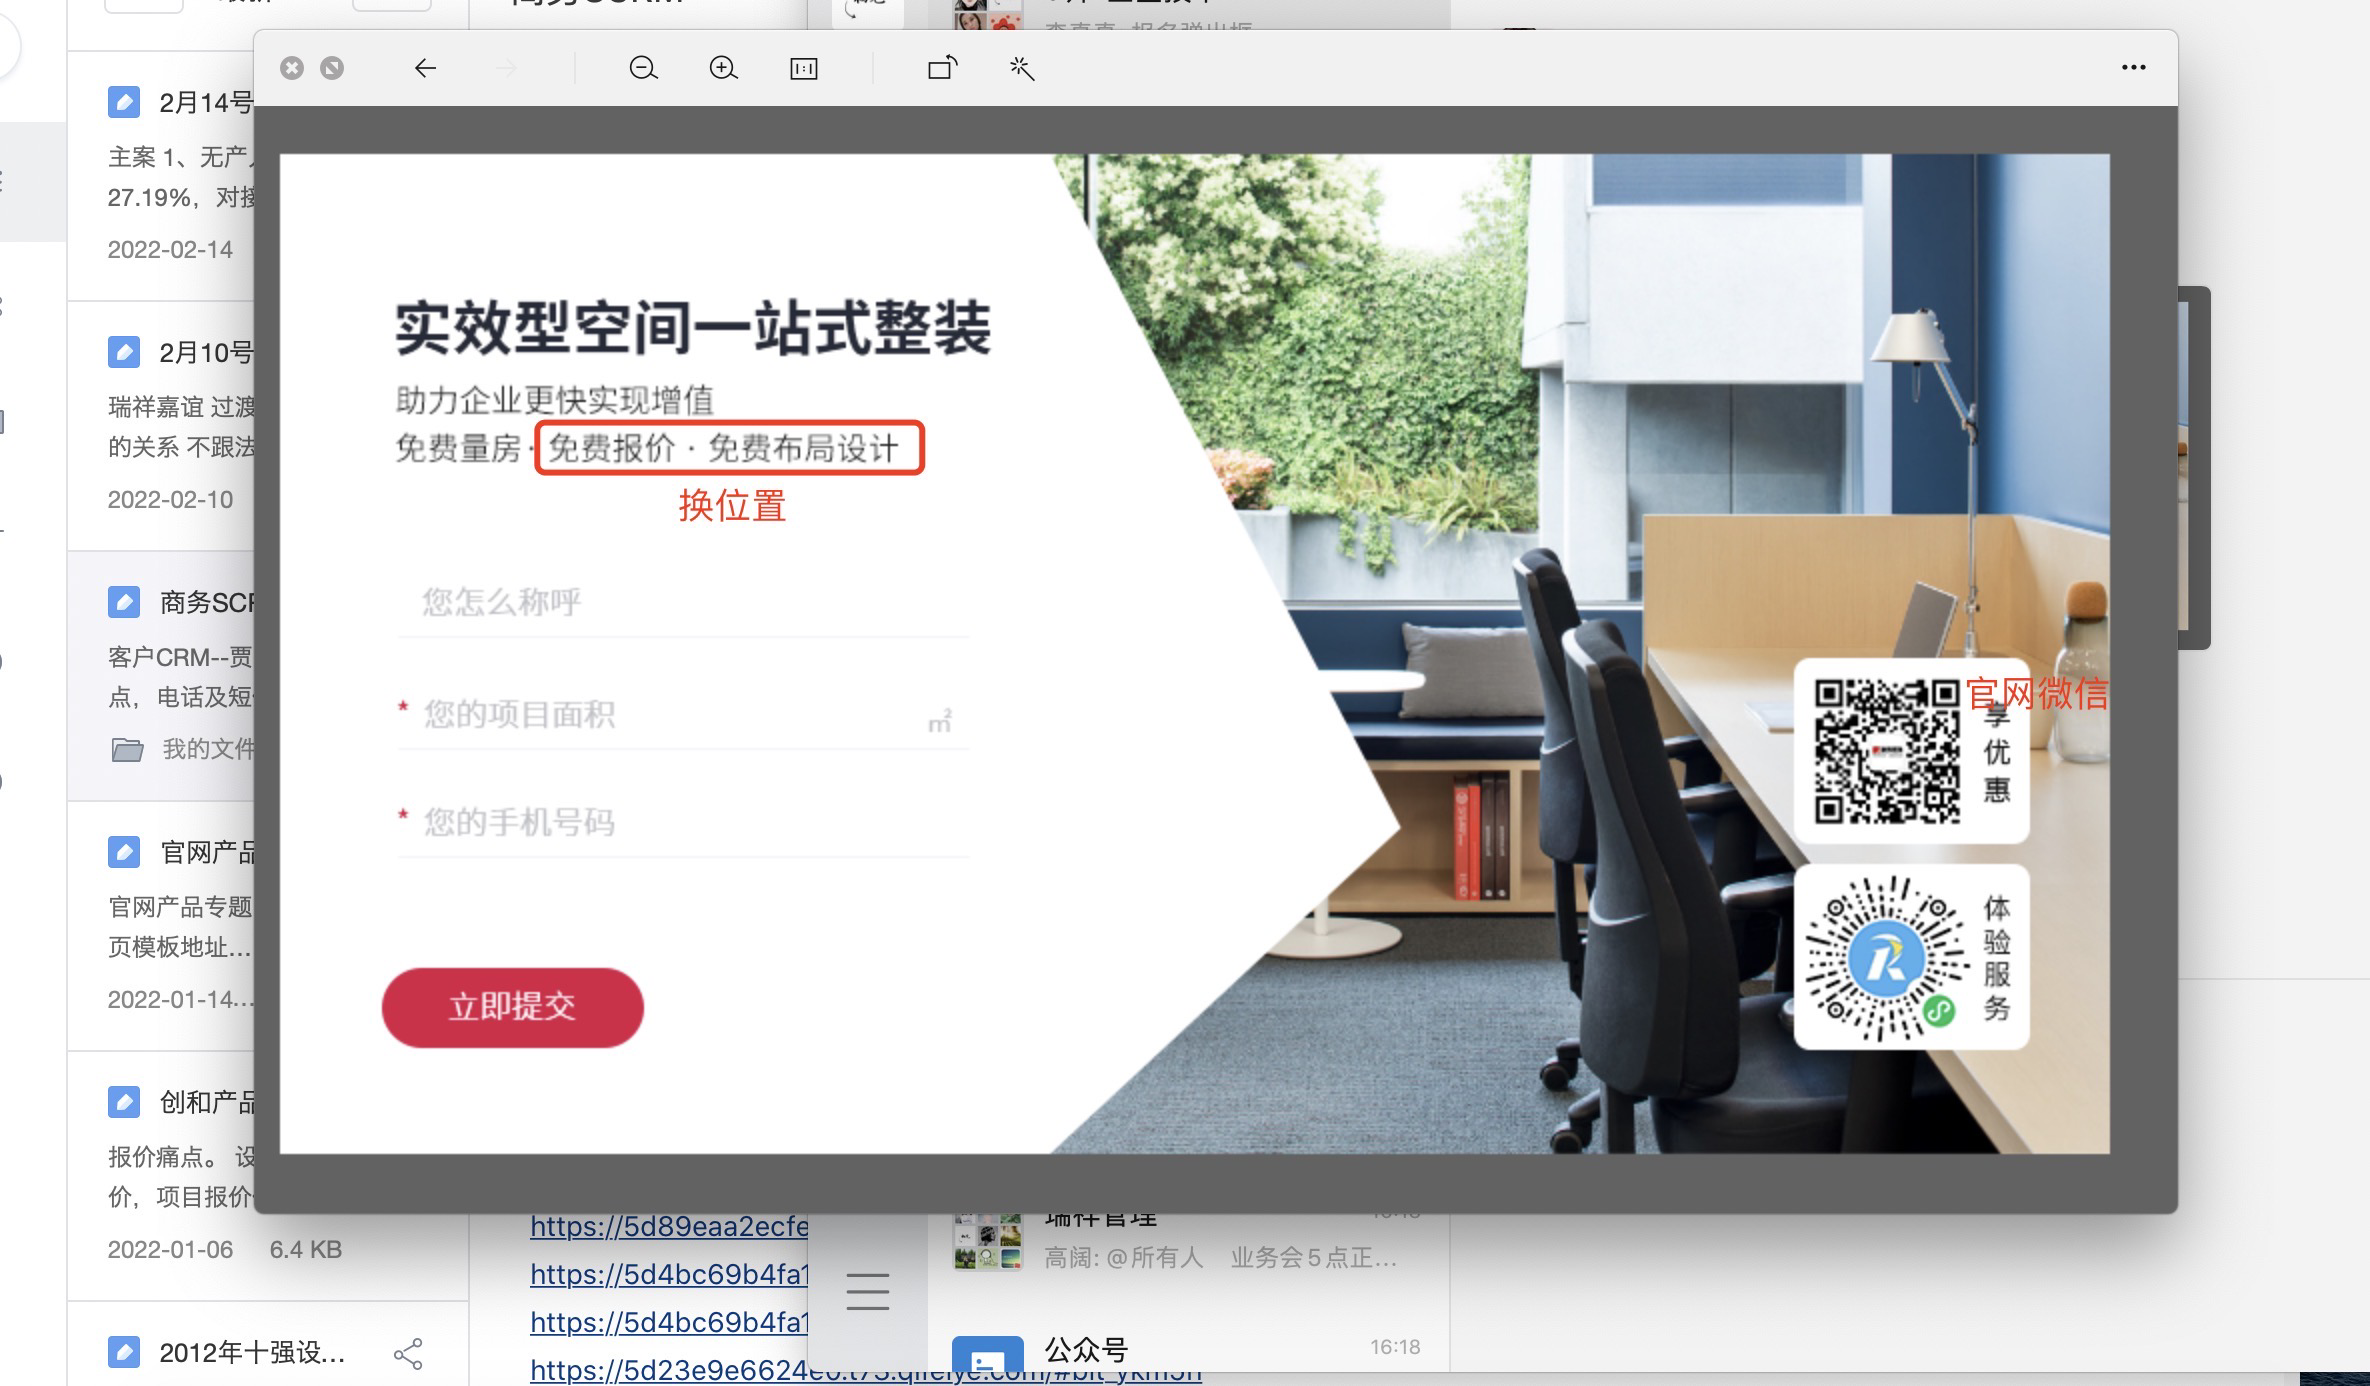 2月14号
主案 1、无产
27.19%，对接
2022-02-14
2月10号
瑞祥嘉谊 过渡
的关系 不跟法
2022-02-10
商务SCR
客户CRM--贾
点，电话及短
我的文件
官网产品
官网产品专题
页模板地址...
2022-01-14...
创和产品
报价痛点。 设
价，项目报价
2022-01-06 6.4 KB
2012年十强设...
实效型空间一站式整装
助力企业更快实现增值
免费量房 · 免费报价 · 免费布局设计
换位置
您怎么称呼
* 您的项目面积 ㎡
* 您的手机号码
立即提交
官网微信
享优惠
体验服务
https://5d89eaa2ecfe
https://5d4bc69b4fa1
https://5d4bc69b4fa1
https://5d23e9e6624
瑞祥管理
高阔: @所有人 业务会5点正...
公众号 16:18